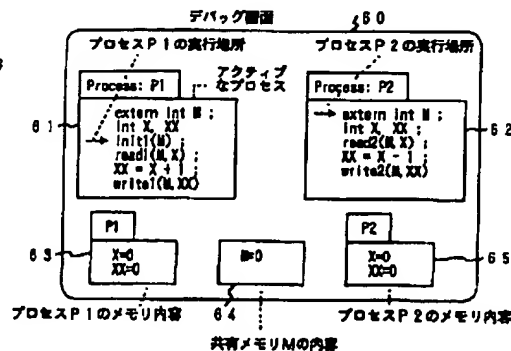 デバッグ画面
60
プロセスP1の実行場所
プロセスP2の実行場所
Process: P1
アクティブ
なプロセス
Process: P2
61
extern int M ;
int X, XX
init1(M) ;
read1(M,X) ;
XX = X + 1 ;
write1(M,XX)
extern int M ;
int X, XX ;
read2(M,X) ;
XX = X - 1 ;
write2(M,XX)
62
P1
P2
63
X=0
XX=0
M=0
X=0
XX=0
65
プロセスP1のメモリ内容
64
プロセスP2のメモリ内容
共有メモリMの内容